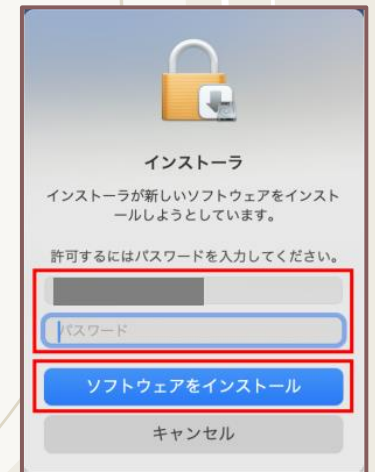 インストーラ
インストーラが新しいソフトウェアをインスト
ールしようとしています。
許可するにはパスワードを入力してください。
パスワード
ソフトウェアをインストール
キャンセル